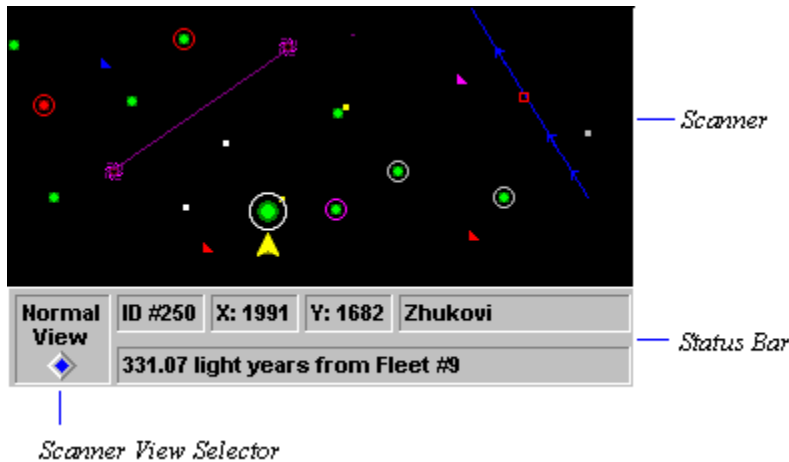 Scanner
Normal View
ID #250
X: 1991
Y: 1682
Zhukovi
Status Bar
331.07 light years from Fleet #9
Scanner View Selector